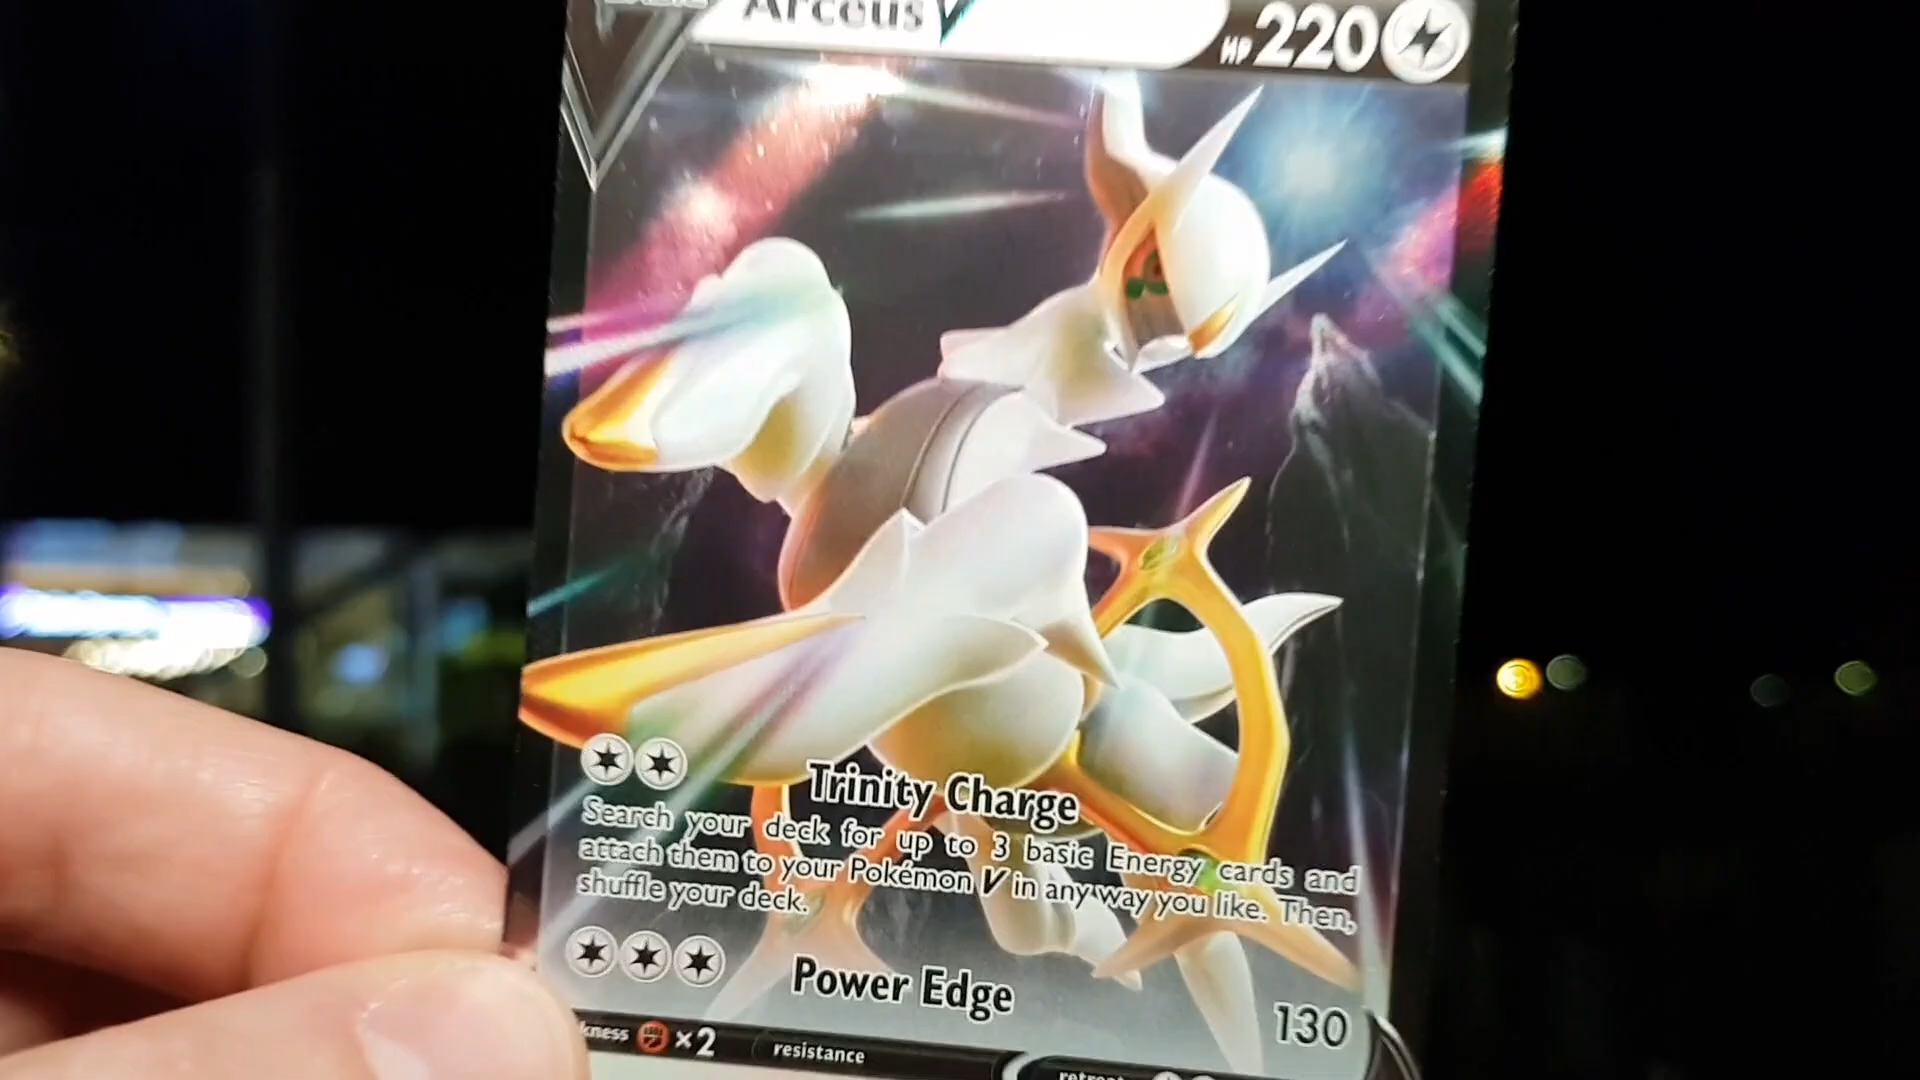 Arceus V
HP 220
Trinity Charge
Search your deck for up to 3 basic Energy cards and
attach them to your Pokémon V in any way you like. Then,
shuffle your deck.
Power Edge
130
kness ×2 resistance